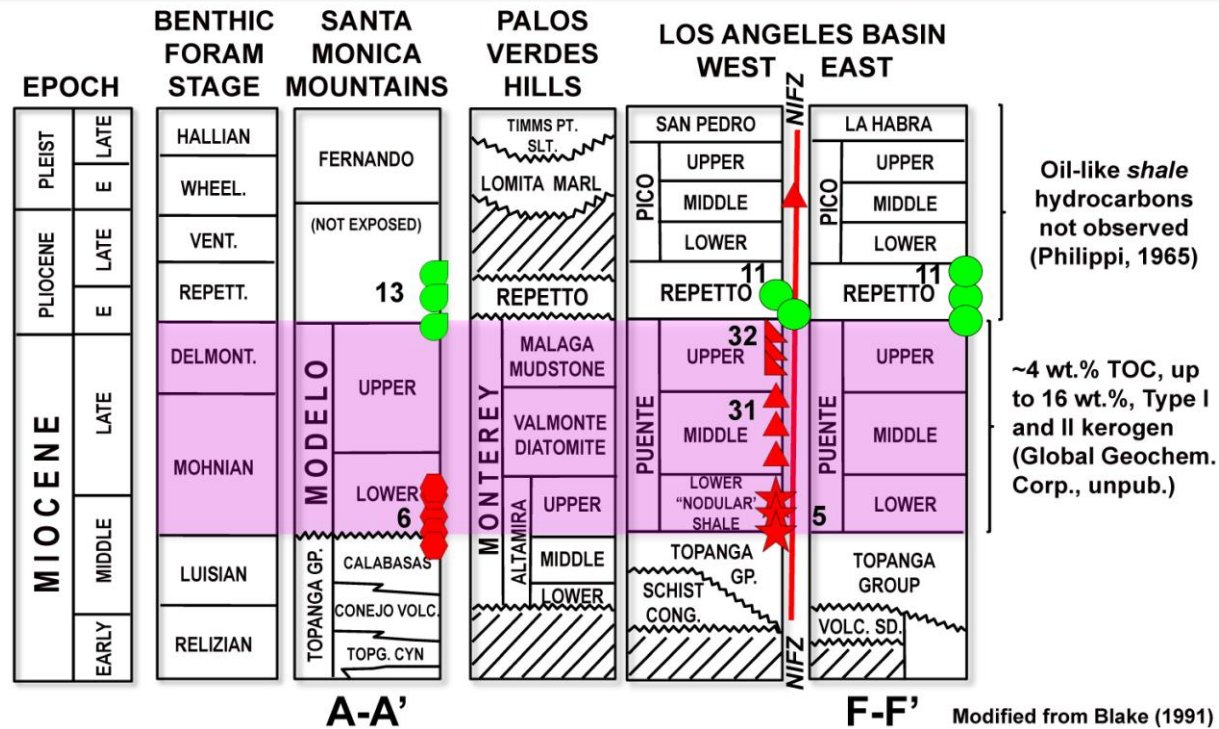 BENTHIC
FORAM
STAGE
SANTA
MONICA
MOUNTAINS
PALOS
VERDES
HILLS
LOS ANGELES BASIN
WEST
EAST
EPOCH
NIFZ
PLEIST
LATE
E
PLIOCENE
LATE
E
MIOCENE
LATE
MIDDLE
EARLY
HALLIAN
WHEEL.
VENT.
REPETT.
DELMONT.
MOHNIAN
LUISIAN
RELIZIAN
FERNANDO
(NOT EXPOSED)
13
MODELO
UPPER
LOWER
6
TOPANGA GP.
CALABASAS
CONEJO VOLC.
TOPG. CYN
TIMMS PT.
SLT.
LOMITA MARL
REPETTO
MONTEREY
MALAGA
MUDSTONE
VALMONTE
DIATOMITE
ALTAMIRA
UPPER
MIDDLE
LOWER
SAN PEDRO
PICO
UPPER
MIDDLE
LOWER
11
REPETTO
PUENTE
32
UPPER
31
MIDDLE
LOWER
"NODULAR'
SHALE
5
TOPANGA
GP.
SCHIST
CONG.
NIFZ
LA HABRA
PICO
UPPER
MIDDLE
LOWER
11
REPETTO
PUENTE
UPPER
MIDDLE
LOWER
TOPANGA
GROUP
VOLC. SD.
Oil-like shale
hydrocarbons
not observed
(Philippi, 1965)
~4 wt.% TOC, up
to 16 wt.%, Type I
and II kerogen
(Global Geochem.
Corp., unpub.)
A-A’
F-F’
Modified from Blake (1991)